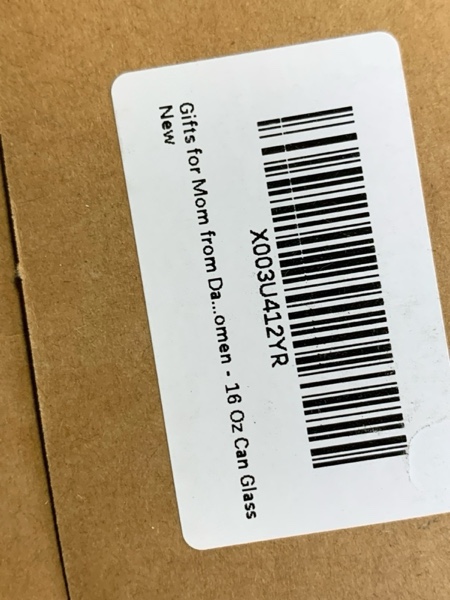 X003U412YR
Gifts for Mom from Da...omen - 16 Oz Can Glass
New